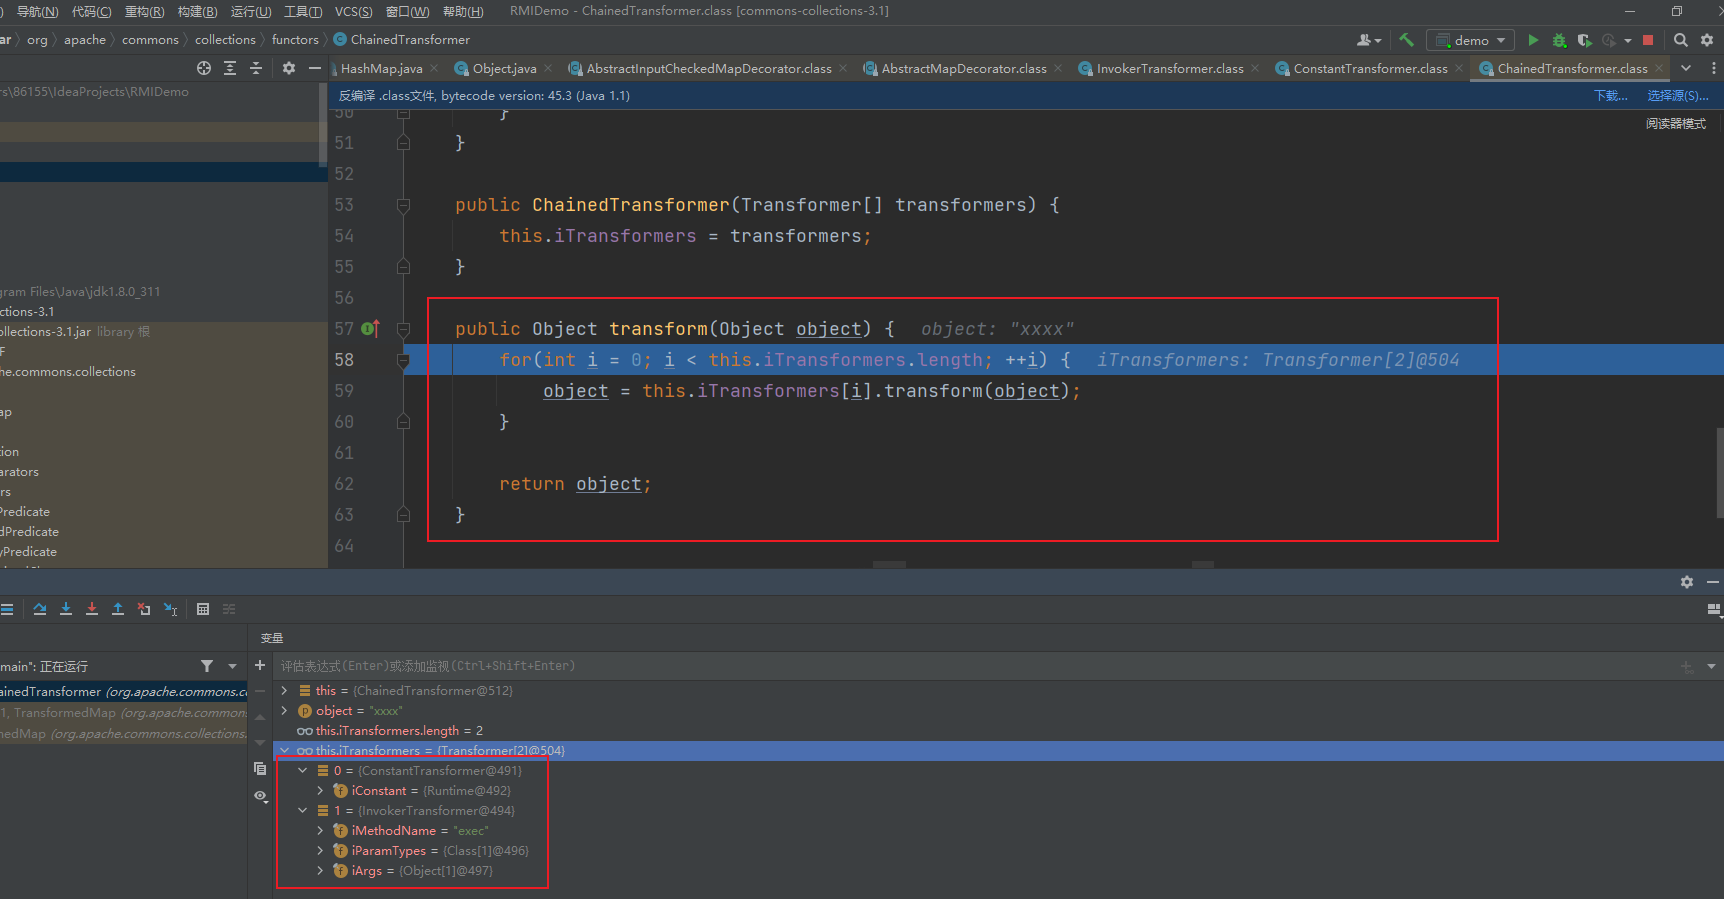 ) 导航(N) 代码(C) 重构(R) 构建(B) 运行(U) 工具(T) VCS(S) 窗口(W) 帮助(H) RMIDemo - ChainedTransformer.class [commons-collections-3.1]
ar org apache commons collections functors ChainedTransformer demo
HashMap.java Object.java AbstractInputCheckedMapDecorator.class AbstractMapDecorator.class InvokerTransformer.class ConstantTransformer.class ChainedTransformer.class
rs\86155\IdeaProjects\RMIDemo
反编译 .class文件, bytecode version: 45.3 (Java 1.1) 下载... 选择源(S)...
阅读器模式
50 }
51 }
52
53 public ChainedTransformer(Transformer[] transformers) {
54 this.iTransformers = transformers;
55 }
56
57 public Object transform(Object object) { object: "xxxx"
58 for(int i = 0; i < this.iTransformers.length; ++i) { iTransformers: Transformer[2]@504
59 object = this.iTransformers[i].transform(object);
60 }
61
62 return object;
63 }
64
gram Files\Java\jdk1.8.0_311
ctions-3.1
ollections-3.1.jar library 根
F
he.commons.collections
ap
tion
arators
rs
Predicate
dPredicate
yPredicate
变量
main": 正在运行
评估表达式(Enter)或添加监视(Ctrl+Shift+Enter)
ainedTransformer (org.apache.commons.co
1, TransformedMap (org.apache.common
medMap (org.apache.commons.collections.
this = {ChainedTransformer@512}
object = "xxxx"
this.iTransformers.length = 2
this.iTransformers = {Transformer[2]@504}
0 = {ConstantTransformer@491}
iConstant = {Runtime@492}
1 = {InvokerTransformer@494}
iMethodName = "exec"
iParamTypes = {Class[1]@496}
iArgs = {Object[1]@497}